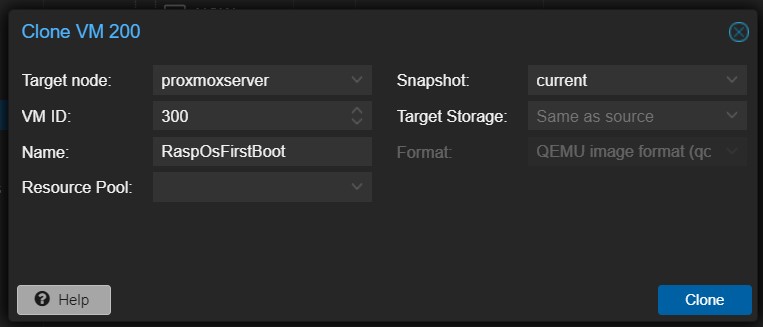 Clone VM 200
Target node: proxmoxserver Snapshot: current
VM ID: 300 Target Storage: Same as source
Name: RaspOsFirstBoot Format: QEMU image format (qc
Resource Pool:
Help Clone